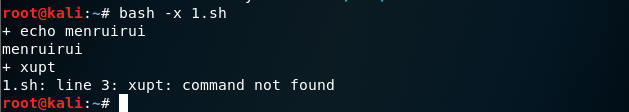 root@kali:~# bash -x 1.sh
+ echo menruirui
menruirui
+ xupt
1.sh: line 3: xupt: command not found
root@kali:~#